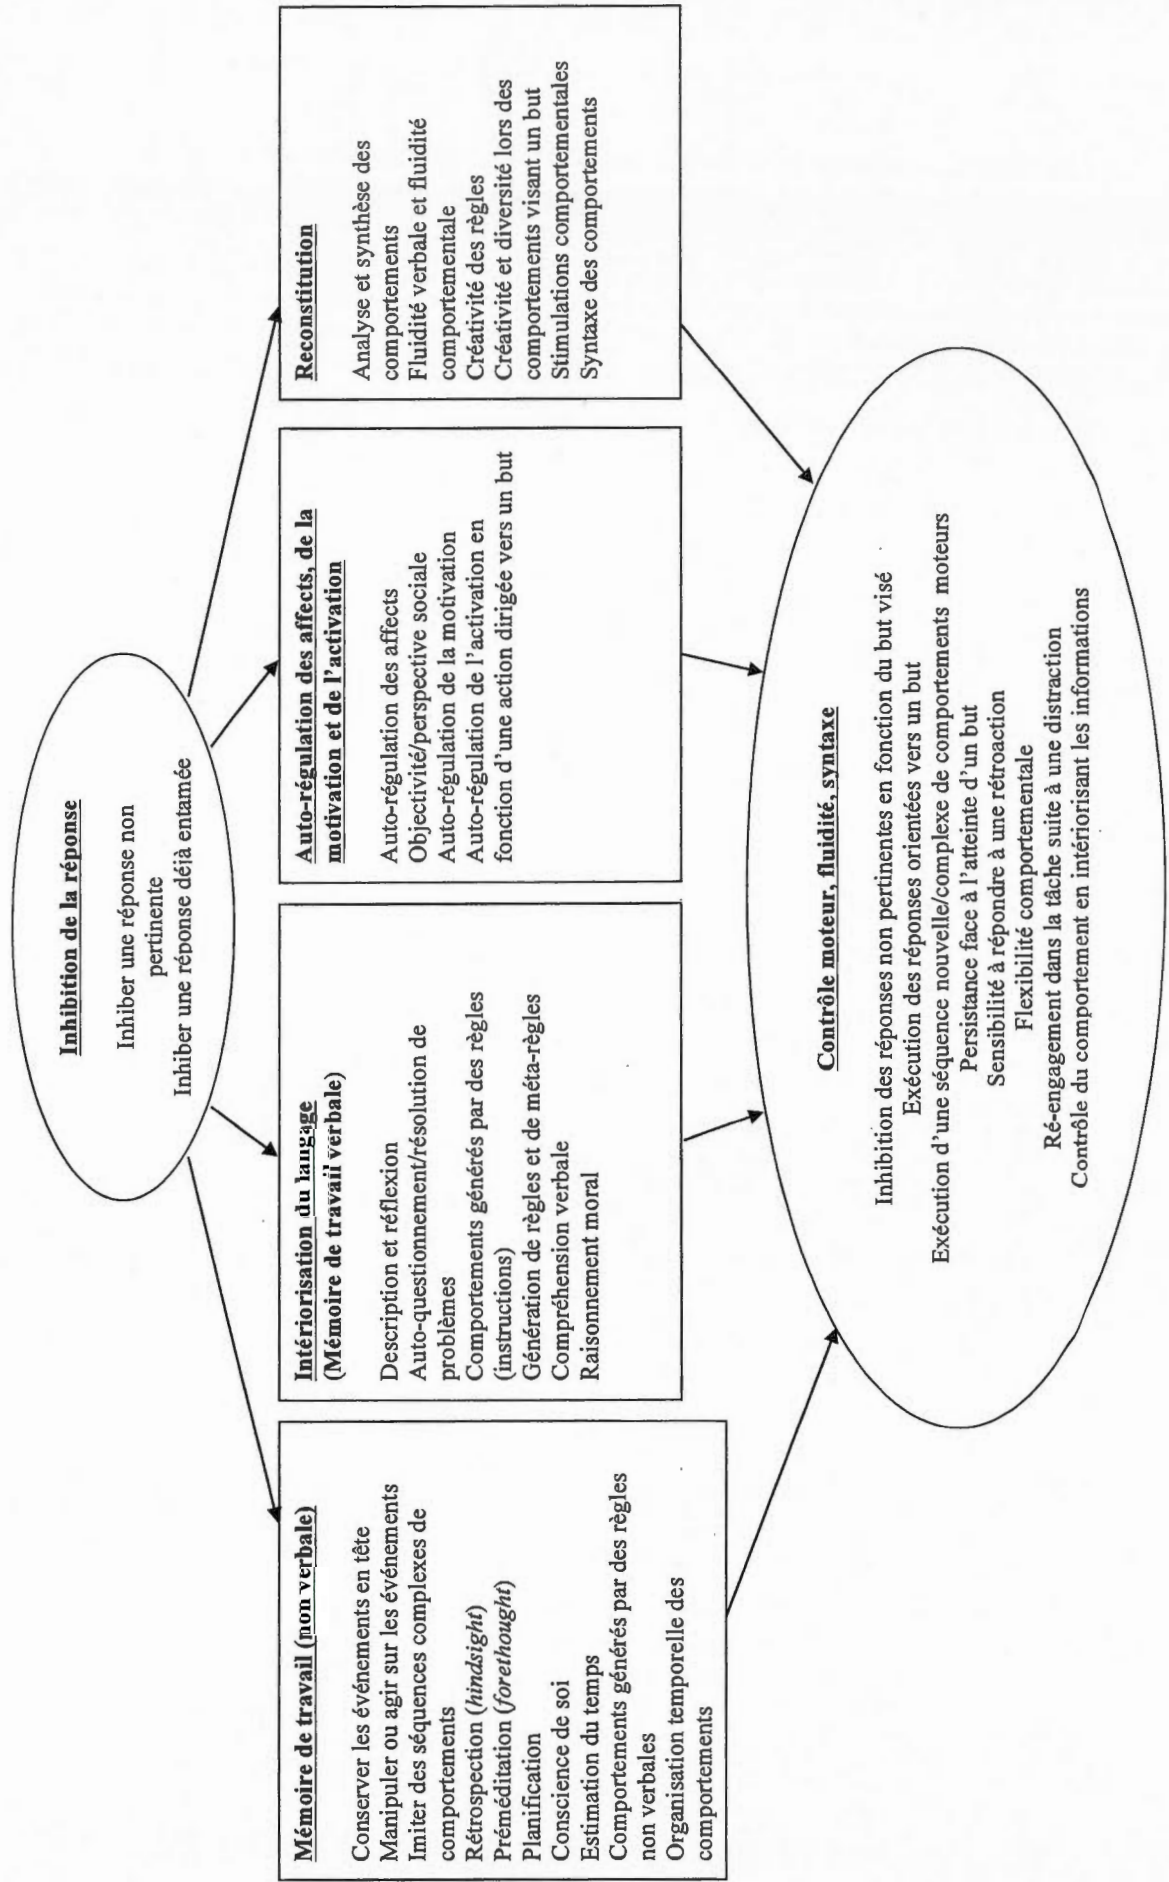 Inhibition de la réponse
Inhiber une réponse non
pertinente
Inhiber une réponse déjà entamée
Mémoire de travail (non verbale)
Conserver les événements en tête
Manipuler ou agir sur les événements
Imiter des séquences complexes de
comportements
Rétrospection (hindsight)
Préméditation (forethought)
Planification
Conscience de soi
Estimation du temps
Comportements générés par des règles
non verbales
Organisation temporelle des
comportements
Intériorisation du langage
(Mémoire de travail verbale)
Description et réflexion
Auto-questionnement/résolution de
problèmes
Comportements générés par des règles
(instructions)
Génération de règles et de méta-règles
Compréhension verbale
Raisonnement moral
Auto-régulation des affects, de la
motivation et de l'activation
Auto-régulation des affects
Objectivité/perspective sociale
Auto-régulation de la motivation
Auto-régulation de l'activation en
fonction d'une action dirigée vers un but
Reconstitution
Analyse et synthèse des
comportements
Fluidité verbale et fluidité
comportementale
Créativité des règles
Créativité et diversité lors des
comportements visant un but
Stimulations comportementales
Syntaxe des comportements
Contrôle moteur, fluidité, syntaxe
Inhibition des réponses non pertinentes en fonction du but visé
Exécution des réponses orientées vers un but
Exécution d'une séquence nouvelle/complexe de comportements moteurs
Persistance face à l'atteinte d'un but
Sensibilité à répondre à une rétroaction
Flexibilité comportementale
Ré-engagement dans la tâche suite à une distraction
Contrôle du comportement en intériorisant les informations